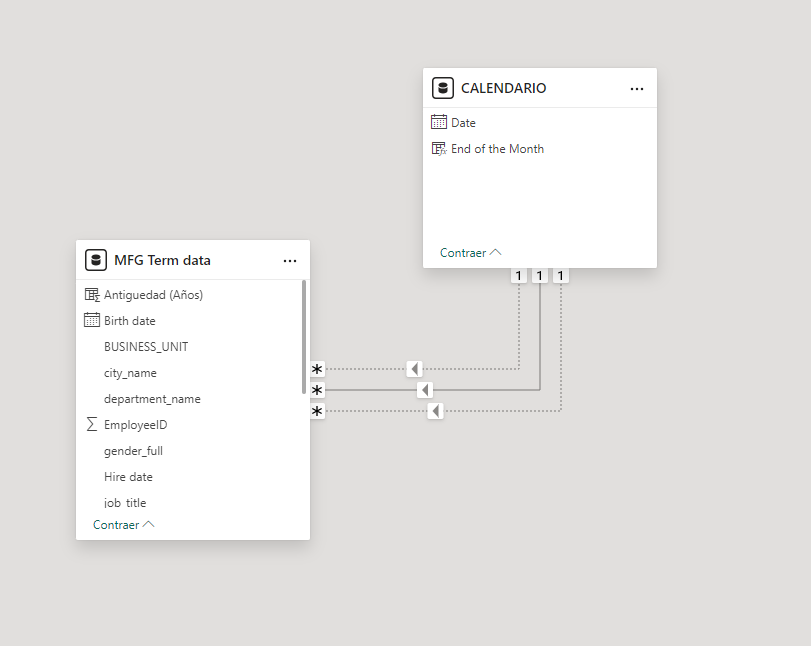 CALENDARIO
Date
End of the Month
Contraer
1 1 1
MFG Term data
Antiguedad (Años)
Birth date
BUSINESS_UNIT
city_name
department_name
EmployeeID
gender_full
Hire date
job_title
Contraer
*
*
*